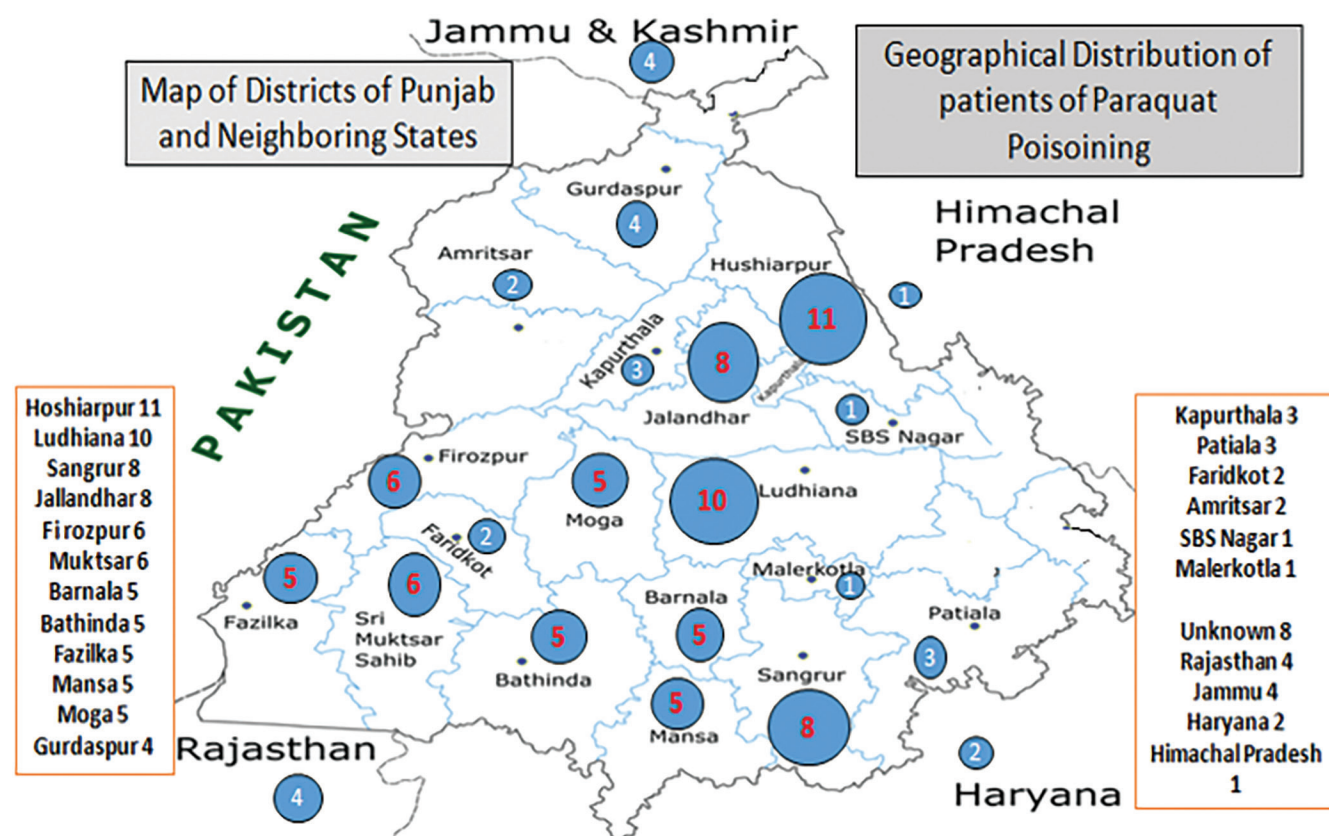 Jammu & Kashmir
4
Map of Districts of Punjab
and Neighboring States
Geographical Distribution of
patients of Paraquat
Poisoining
Gurdaspur
4
Himachal
Pradesh
1
Amritsar
2
Hushiarpur
11
PAKISTAN
Kapurthala
3
8
Jalandhar
Kapurthala
1
SBS Nagar
Firozpur
6
5
Moga
10
Ludhiana
Faridkot
2
5
Fazilka
6
Sri
Muktsar
Sahib
5
Bathinda
Barnala
5
Malerkotla
1
Patiala
3
Sangrur
8
5
Mansa
Rajasthan
4
2
Haryana
Hoshiarpur 11
Ludhiana 10
Sangrur 8
Jallandhar 8
Firozpur 6
Muktsar 6
Barnala 5
Bathinda 5
Fazilka 5
Mansa 5
Moga 5
Gurdaspur 4
Kapurthala 3
Patiala 3
Faridkot 2
Amritsar 2
SBS Nagar 1
Malerkotla 1
Unknown 8
Rajasthan 4
Jammu 4
Haryana 2
Himachal Pradesh
1